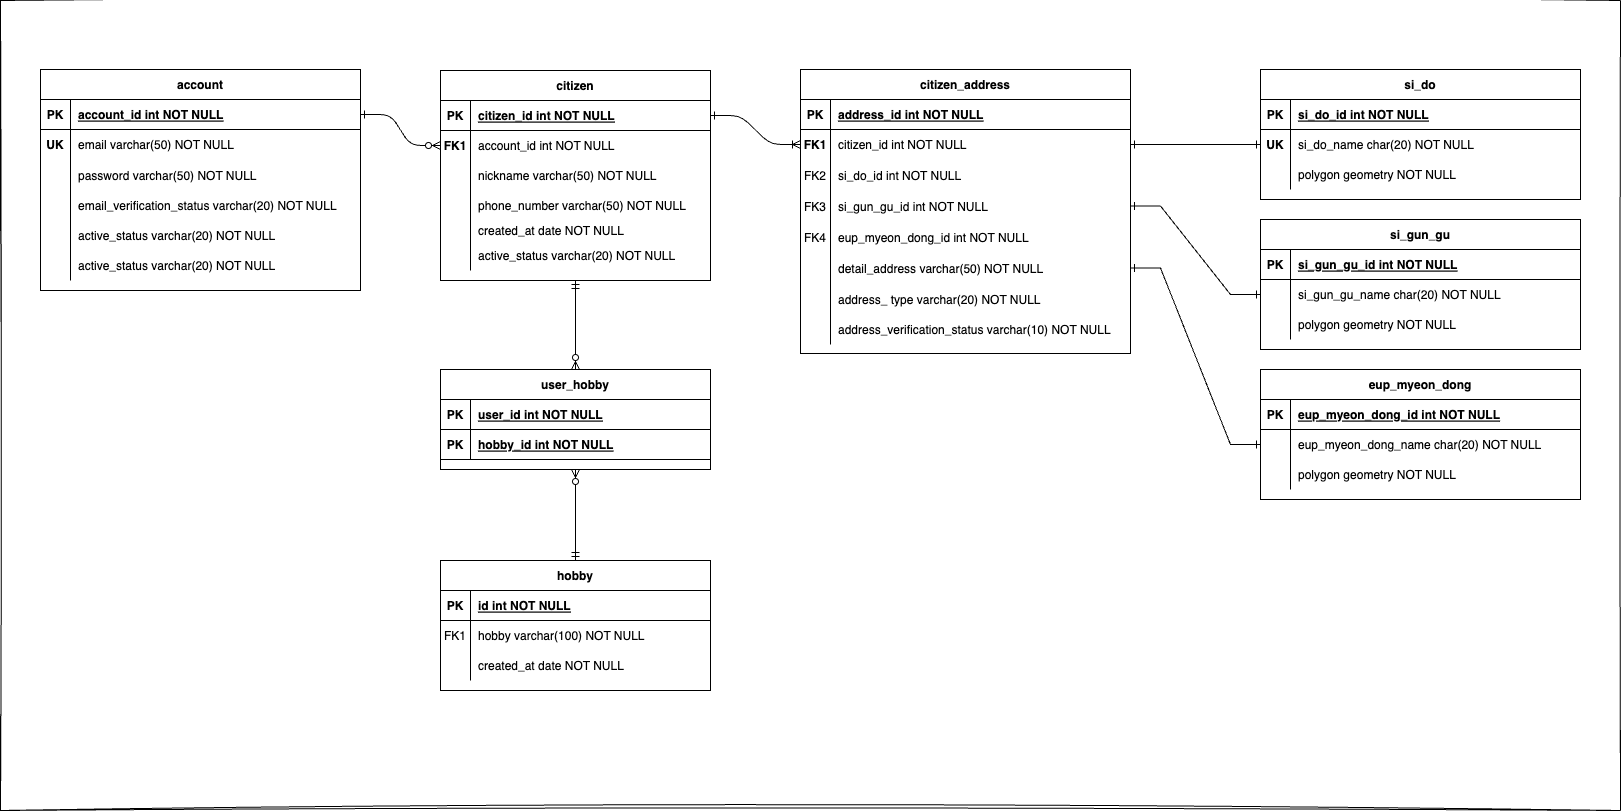 account
PK account_id int NOT NULL
UK email varchar(50) NOT NULL
password varchar(50) NOT NULL
email_verification_status varchar(20) NOT NULL
active_status varchar(20) NOT NULL
active_status varchar(20) NOT NULL
citizen
PK citizen_id int NOT NULL
FK1 account_id int NOT NULL
nickname varchar(50) NOT NULL
phone_number varchar(50) NOT NULL
created_at date NOT NULL
active_status varchar(20) NOT NULL
citizen_address
PK address_id int NOT NULL
FK1 citizen_id int NOT NULL
FK2 si_do_id int NOT NULL
FK3 si_gun_gu_id int NOT NULL
FK4 eup_myeon_dong_id int NOT NULL
detail_address varchar(50) NOT NULL
address_ type varchar(20) NOT NULL
address_verification_status varchar(10) NOT NULL
si_do
PK si_do_id int NOT NULL
UK si_do_name char(20) NOT NULL
polygon geometry NOT NULL
si_gun_gu
PK si_gun_gu_id int NOT NULL
si_gun_gu_name char(20) NOT NULL
polygon geometry NOT NULL
eup_myeon_dong
PK eup_myeon_dong_id int NOT NULL
eup_myeon_dong_name char(20) NOT NULL
polygon geometry NOT NULL
user_hobby
PK user_id int NOT NULL
PK hobby_id int NOT NULL
hobby
PK id int NOT NULL
FK1 hobby varchar(100) NOT NULL
created_at date NOT NULL